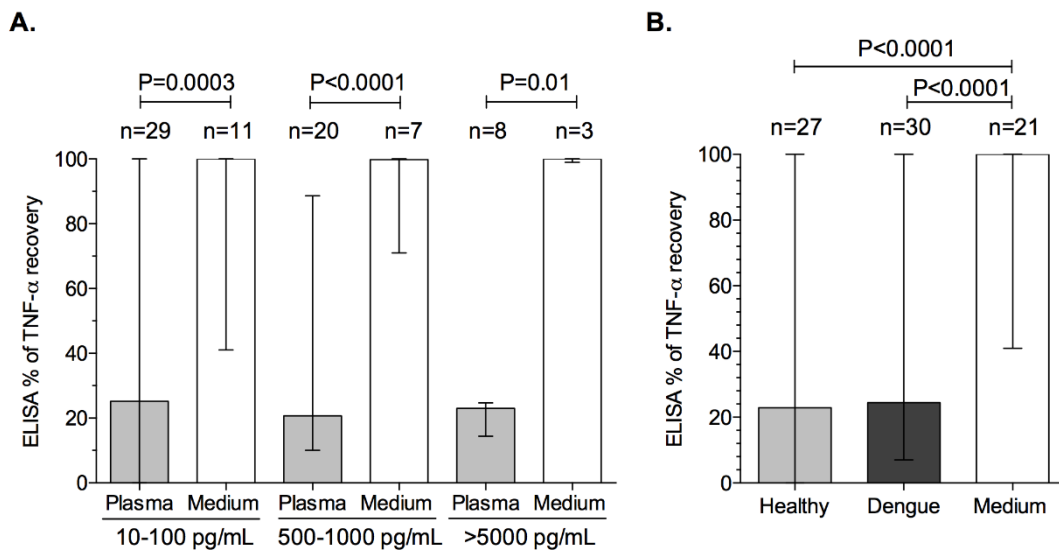 A.
P=0.0003 P<0.0001 P=0.01
n=29 n=11 n=20 n=7 n=8 n=3
ELISA % of TNF-α recovery
100
80
60
40
20
0
Plasma Medium Plasma Medium Plasma Medium
10-100 pg/mL 500-1000 pg/mL >5000 pg/mL
B.
P<0.0001
P<0.0001
n=27 n=30 n=21
ELISA % of TNF-α recovery
100
80
60
40
20
0
Healthy Dengue Medium